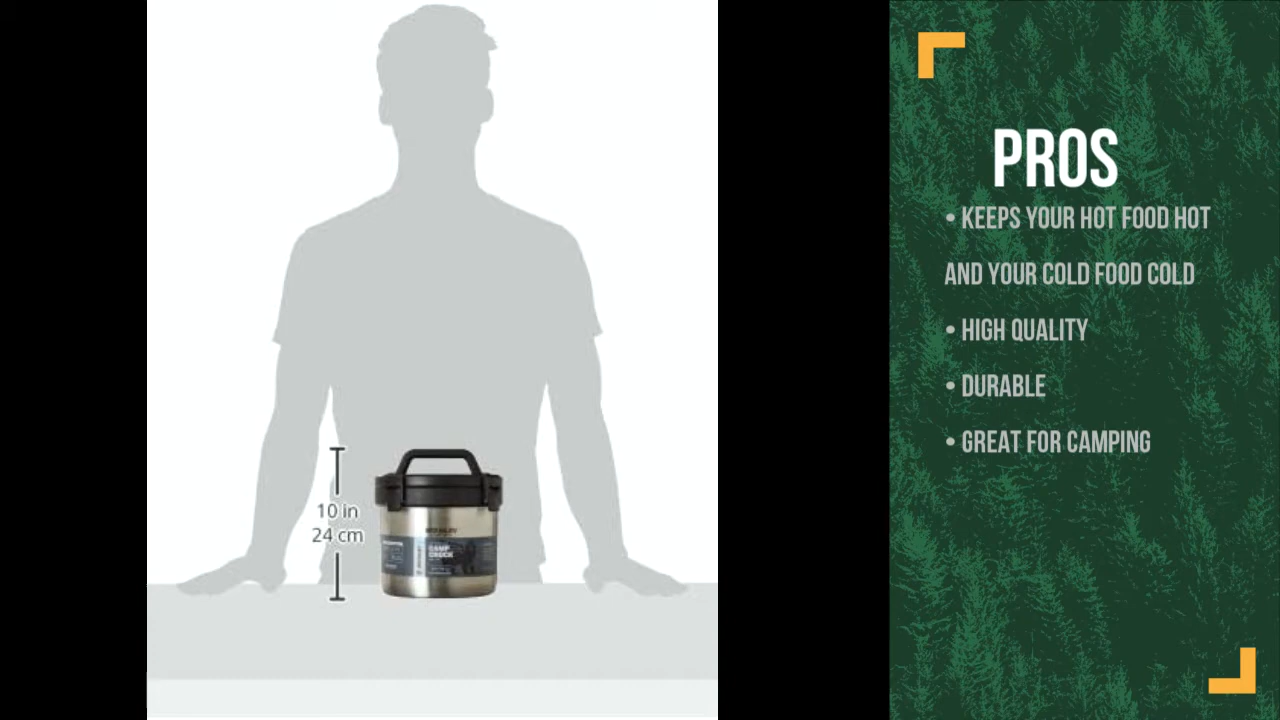 PROS
• KEEPS YOUR HOT FOOD HOT
AND YOUR COLD FOOD COLD
• HIGH QUALITY
• DURABLE
• GREAT FOR CAMPING
10 in
24 cm
STANLEY
CAMP
CROCK